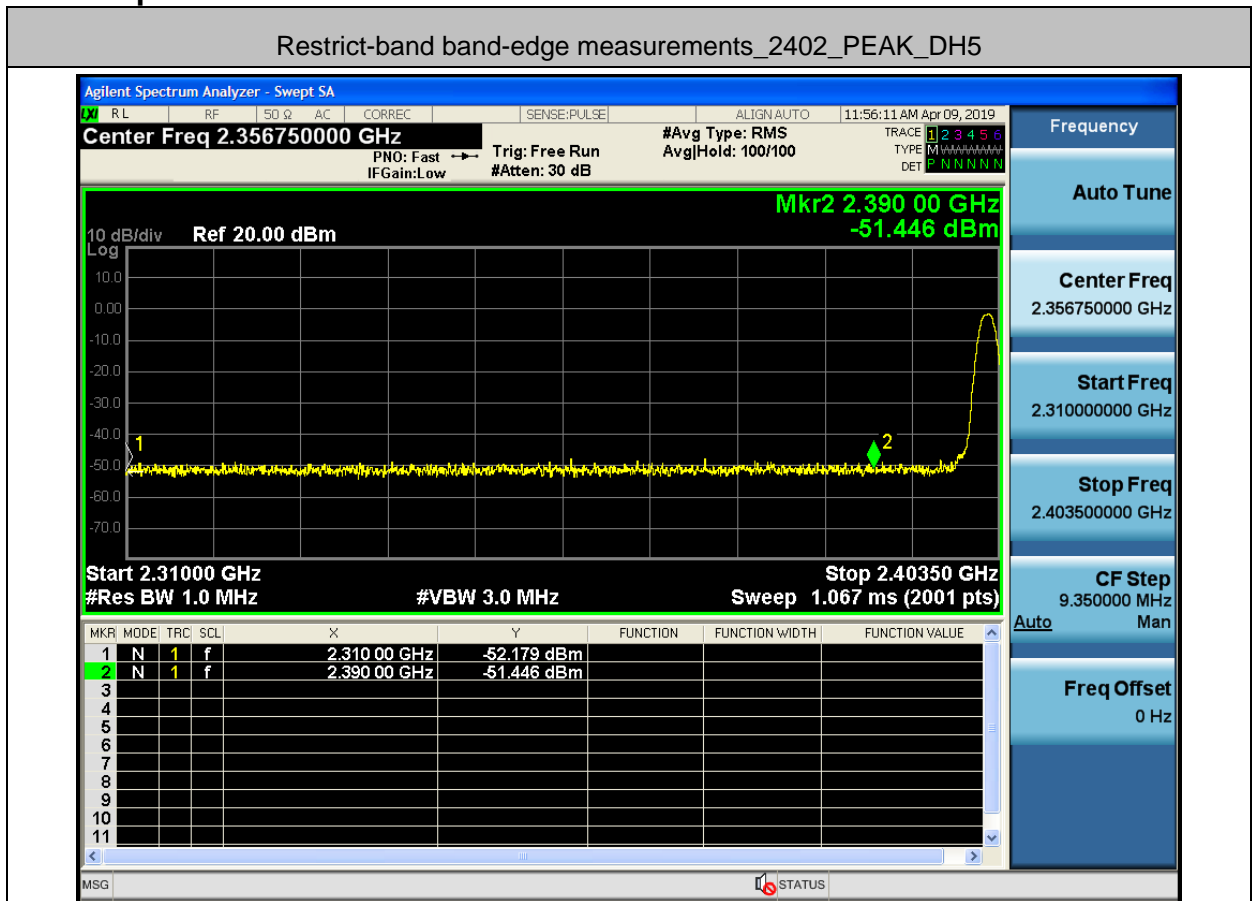 Restrict-band band-edge measurements_2402_PEAK_DH5
Agilent Spectrum Analyzer - Swept SA
LXI RL RF 50 Ω AC CORREC SENSE:PULSE ALIGN AUTO 11:56:11 AM Apr 09, 2019
Center Freq 2.356750000 GHz
PNO: Fast
IFGain:Low
Trig: Free Run
#Atten: 30 dB
#Avg Type: RMS
Avg|Hold: 100/100
TRACE 1 2 3 4 5 6
TYPE M WWWWW
DET P N N N N N
Mkr2 2.390 00 GHz
-51.446 dBm
10 dB/div Ref 20.00 dBm
Log
10.0
0.00
-10.0
-20.0
-30.0
-40.0
-50.0
-60.0
-70.0
1
2
Start 2.31000 GHz Stop 2.40350 GHz
#Res BW 1.0 MHz #VBW 3.0 MHz Sweep 1.067 ms (2001 pts)
MKR MODE TRC SCL X Y FUNCTION FUNCTION WIDTH FUNCTION VALUE
1 N 1 f 2.310 00 GHz -52.179 dBm
2 N 1 f 2.390 00 GHz -51.446 dBm
3
4
5
6
7
8
9
10
11
MSG STATUS
Frequency
Auto Tune
Center Freq
2.356750000 GHz
Start Freq
2.310000000 GHz
Stop Freq
2.403500000 GHz
CF Step
9.350000 MHz
Auto Man
Freq Offset
0 Hz